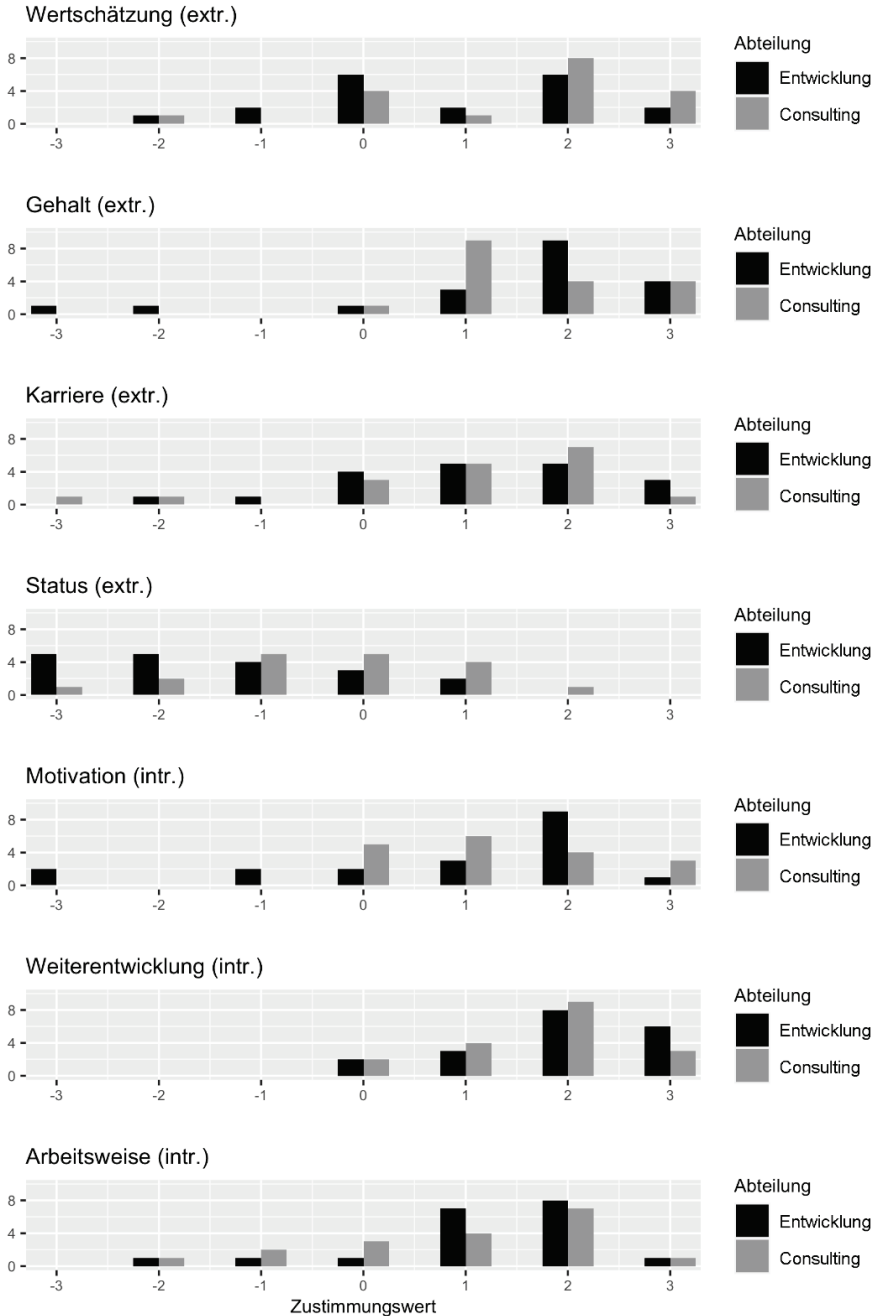 Wertschätzung (extr.)
8
4
0
-3 -2 -1 0 1 2 3
Abteilung
Entwicklung
Consulting
Gehalt (extr.)
8
4
0
-3 -2 -1 0 1 2 3
Abteilung
Entwicklung
Consulting
Karriere (extr.)
8
4
0
-3 -2 -1 0 1 2 3
Abteilung
Entwicklung
Consulting
Status (extr.)
8
4
0
-3 -2 -1 0 1 2 3
Abteilung
Entwicklung
Consulting
Motivation (intr.)
8
4
0
-3 -2 -1 0 1 2 3
Abteilung
Entwicklung
Consulting
Weiterentwicklung (intr.)
8
4
0
-3 -2 -1 0 1 2 3
Abteilung
Entwicklung
Consulting
Arbeitsweise (intr.)
8
4
0
-3 -2 -1 0 1 2 3
Zustimmungswert
Abteilung
Entwicklung
Consulting